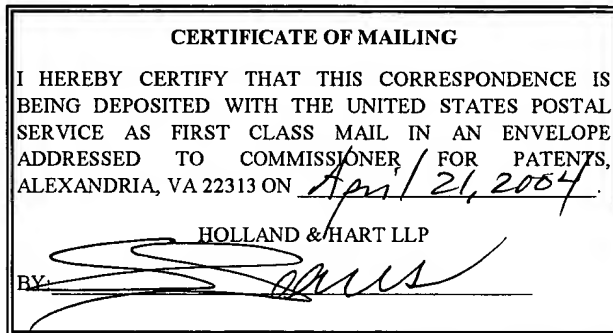 CERTIFICATE OF MAILING
I HEREBY CERTIFY THAT THIS CORRESPONDENCE IS
BEING DEPOSITED WITH THE UNITED STATES POSTAL
SERVICE AS FIRST CLASS MAIL IN AN ENVELOPE
ADDRESSED TO COMMISSIONER FOR PATENTS,
ALEXANDRIA, VA 22313 ON April 21, 2004.
HOLLAND & HART LLP
BY: